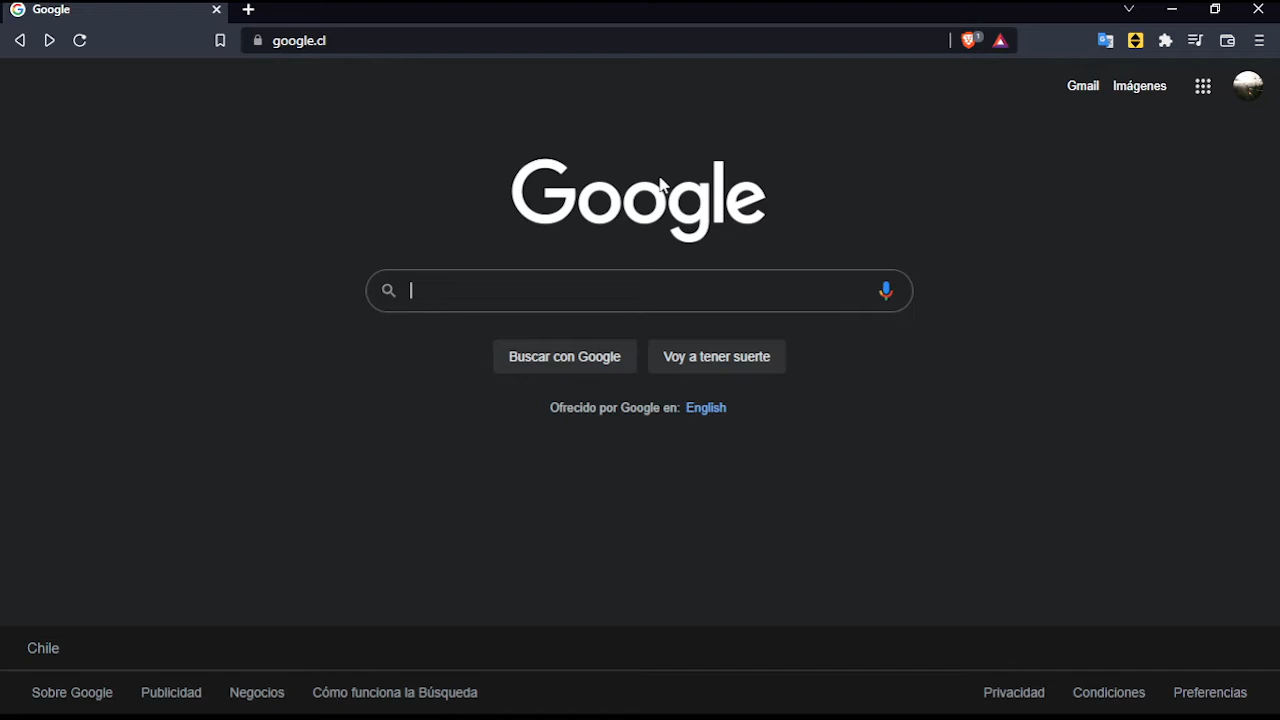 Google
google.cl
1
Gmail Imágenes
Google
Buscar con Google Voy a tener suerte
Ofrecido por Google en: English
Chile
Sobre Google Publicidad Negocios Cómo funciona la Búsqueda Privacidad Condiciones Preferencias